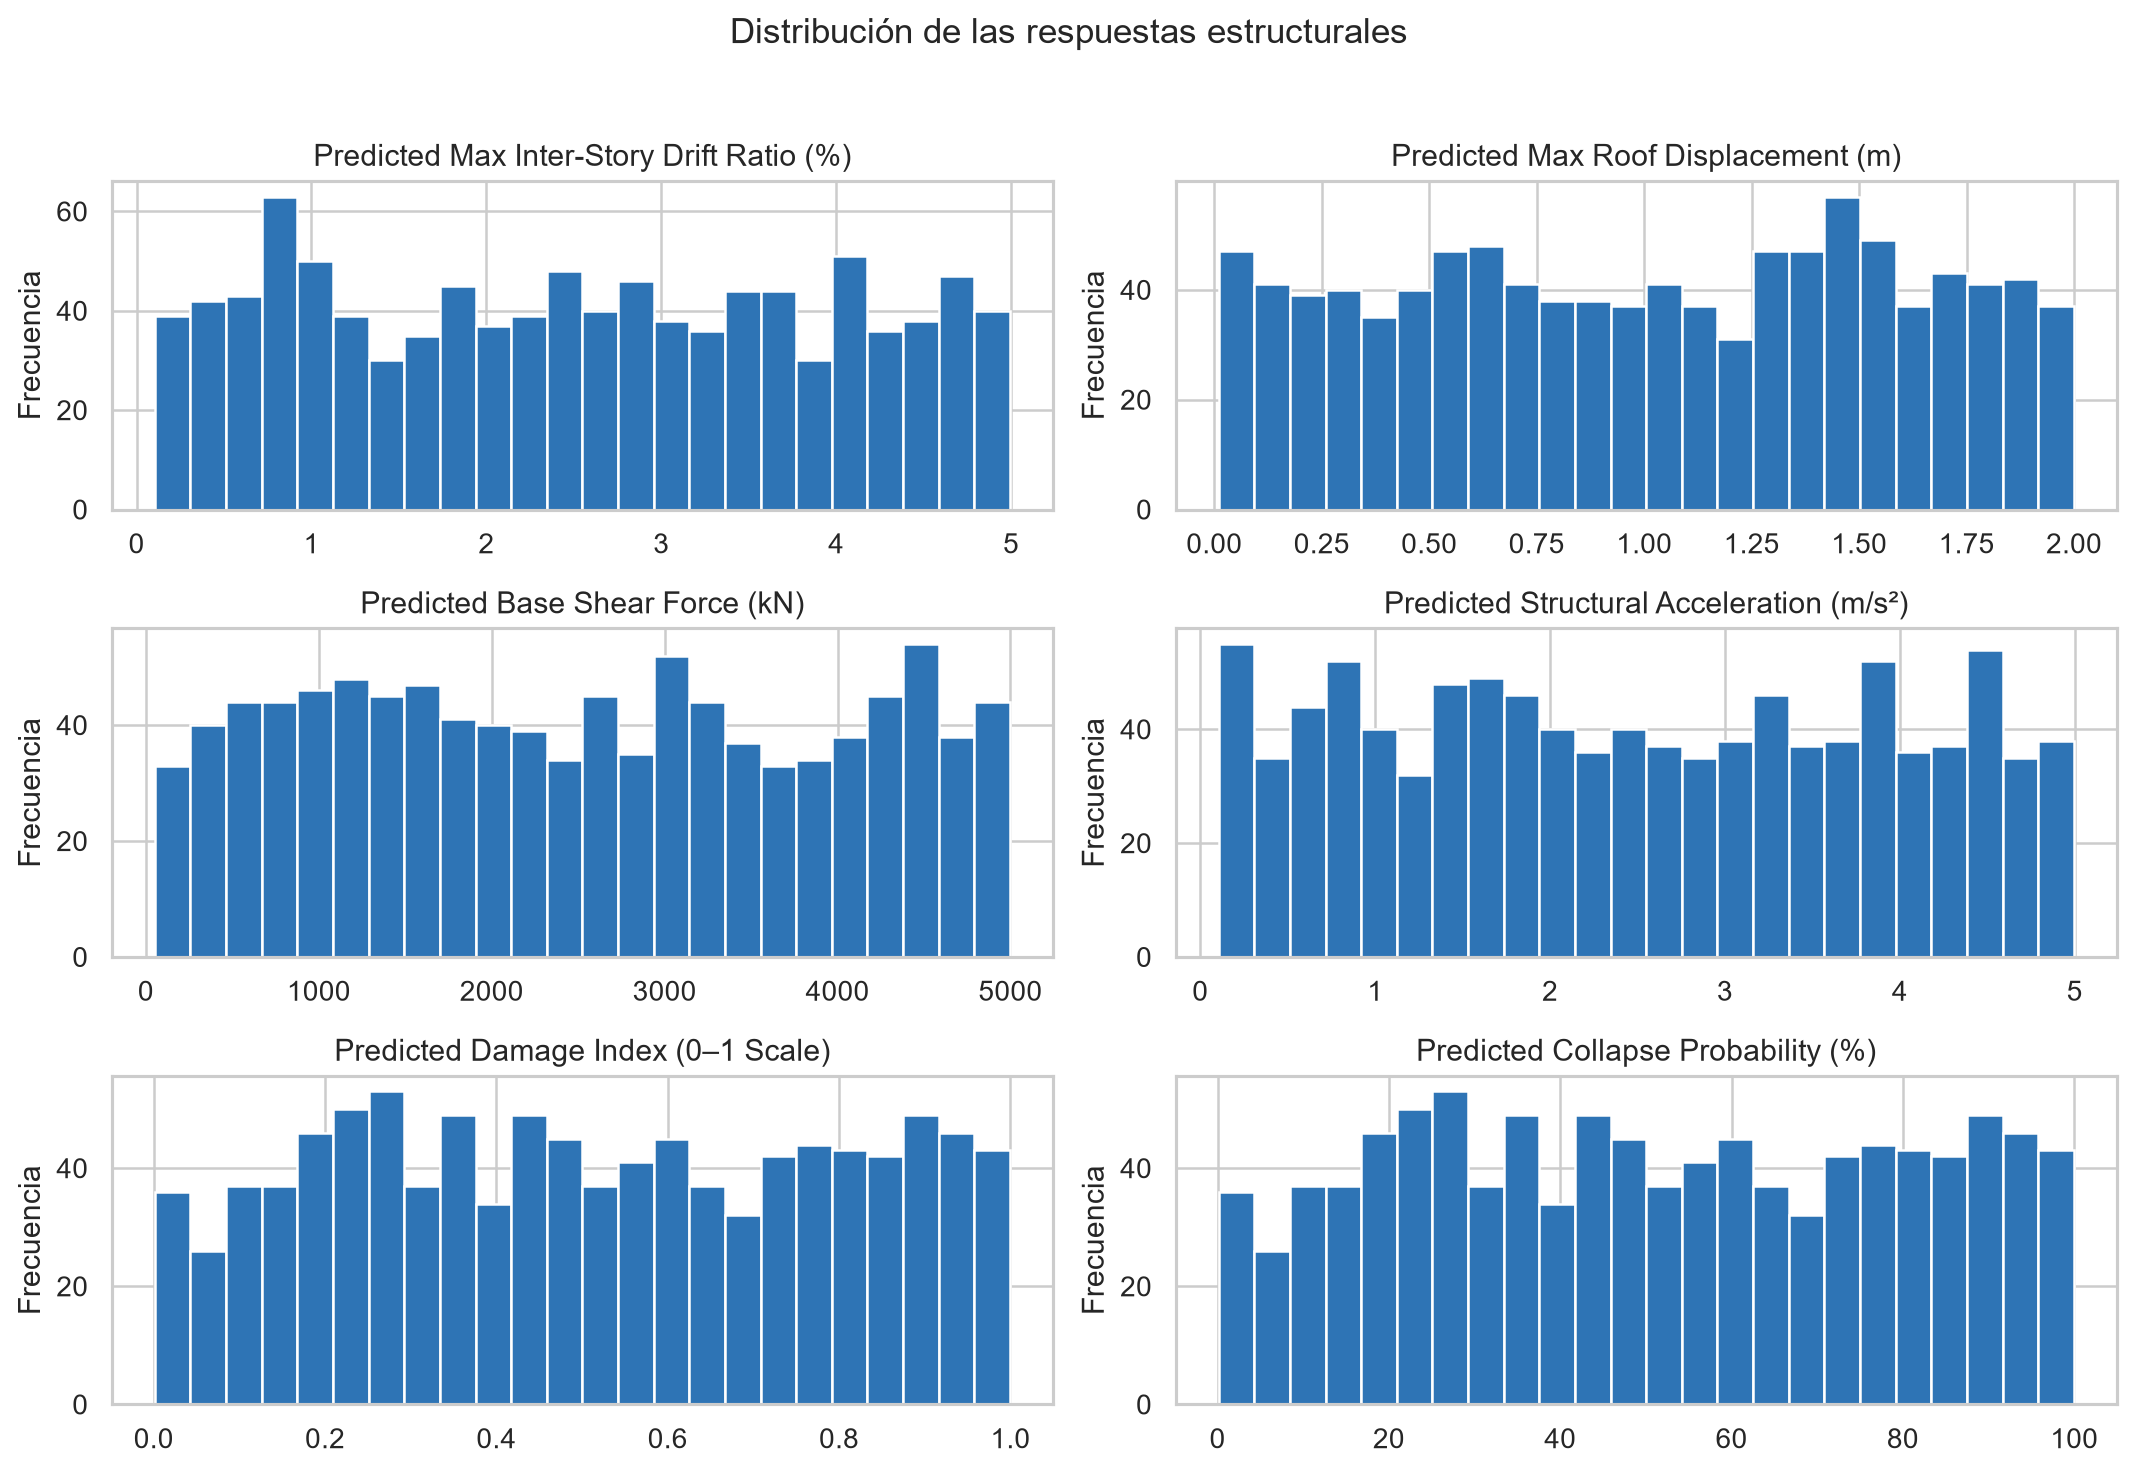 Distribución de las respuestas estructurales
Predicted Max Inter-Story Drift Ratio (%)
Frecuencia
60
40
20
0
0 1 2 3 4 5
Predicted Max Roof Displacement (m)
Frecuencia
40
20
0
0.00 0.25 0.50 0.75 1.00 1.25 1.50 1.75 2.00
Predicted Base Shear Force (kN)
Frecuencia
40
20
0
0 1000 2000 3000 4000 5000
Predicted Structural Acceleration (m/s²)
Frecuencia
40
20
0
0 1 2 3 4 5
Predicted Damage Index (0–1 Scale)
Frecuencia
40
20
0
0.0 0.2 0.4 0.6 0.8 1.0
Predicted Collapse Probability (%)
Frecuencia
40
20
0
0 20 40 60 80 100